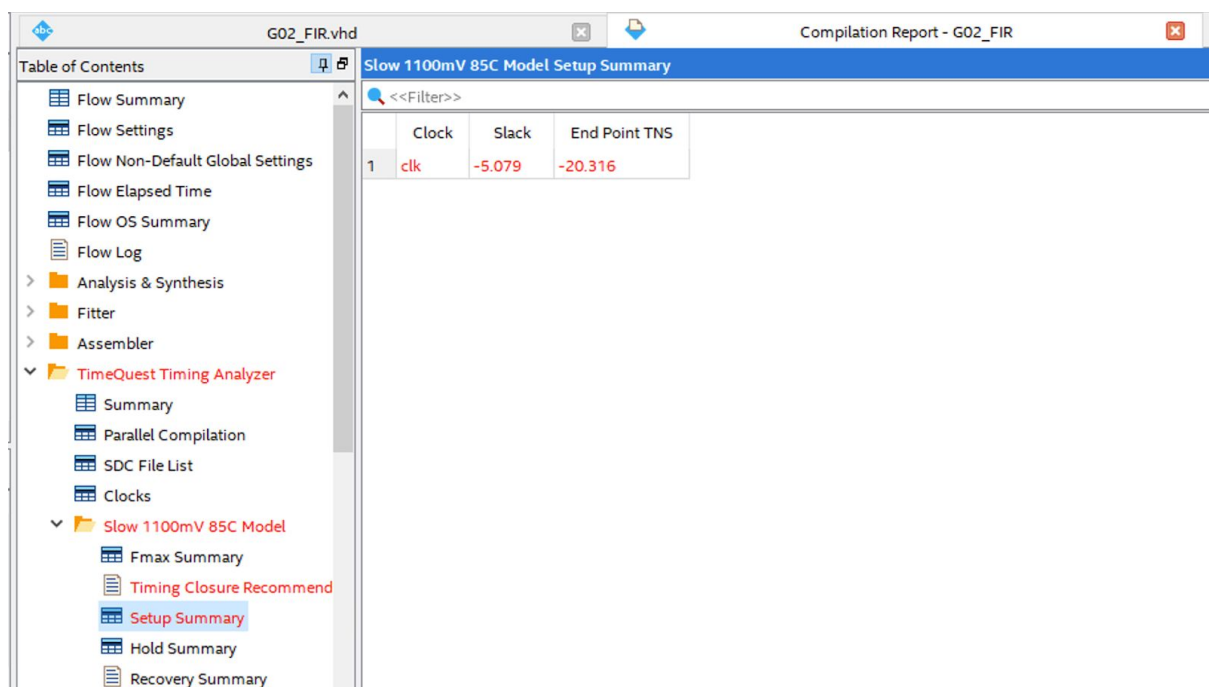 abc
G02_FIR.vhd
Compilation Report - G02_FIR
Table of Contents
Flow Summary
Flow Settings
Flow Non-Default Global Settings
Flow Elapsed Time
Flow OS Summary
Flow Log
Analysis & Synthesis
Fitter
Assembler
TimeQuest Timing Analyzer
Summary
Parallel Compilation
SDC File List
Clocks
Slow 1100mV 85C Model
Fmax Summary
Timing Closure Recommend
Setup Summary
Hold Summary
Recovery Summary
Slow 1100mV 85C Model Setup Summary
<<Filter>>
Clock Slack End Point TNS
1 clk -5.079 -20.316